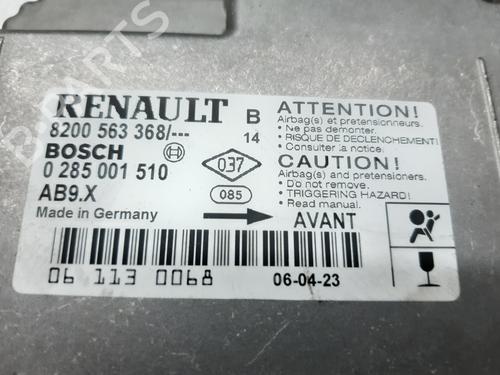 RENAULT
B
8200 563 368/---
14
BOSCH
0 285 001 510
037
AB9.X
085
Made in Germany
AVANT
06 113 0068
06-04-23
ATTENTION!
Airbag(s) et pretensionneurs.
• Ne pas demonter.
• RISQUE DE DECLENCHEMENT!
• Consulter la notice.
CAUTION!
Airbag(s) and pretensioners.
• Do not remove.
• TRIGGERING HAZARD!
• Read manual.